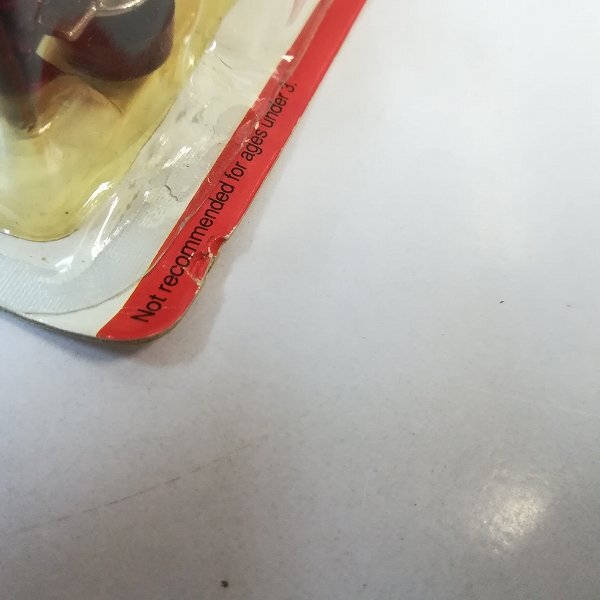 Not recommended for ages under 3.